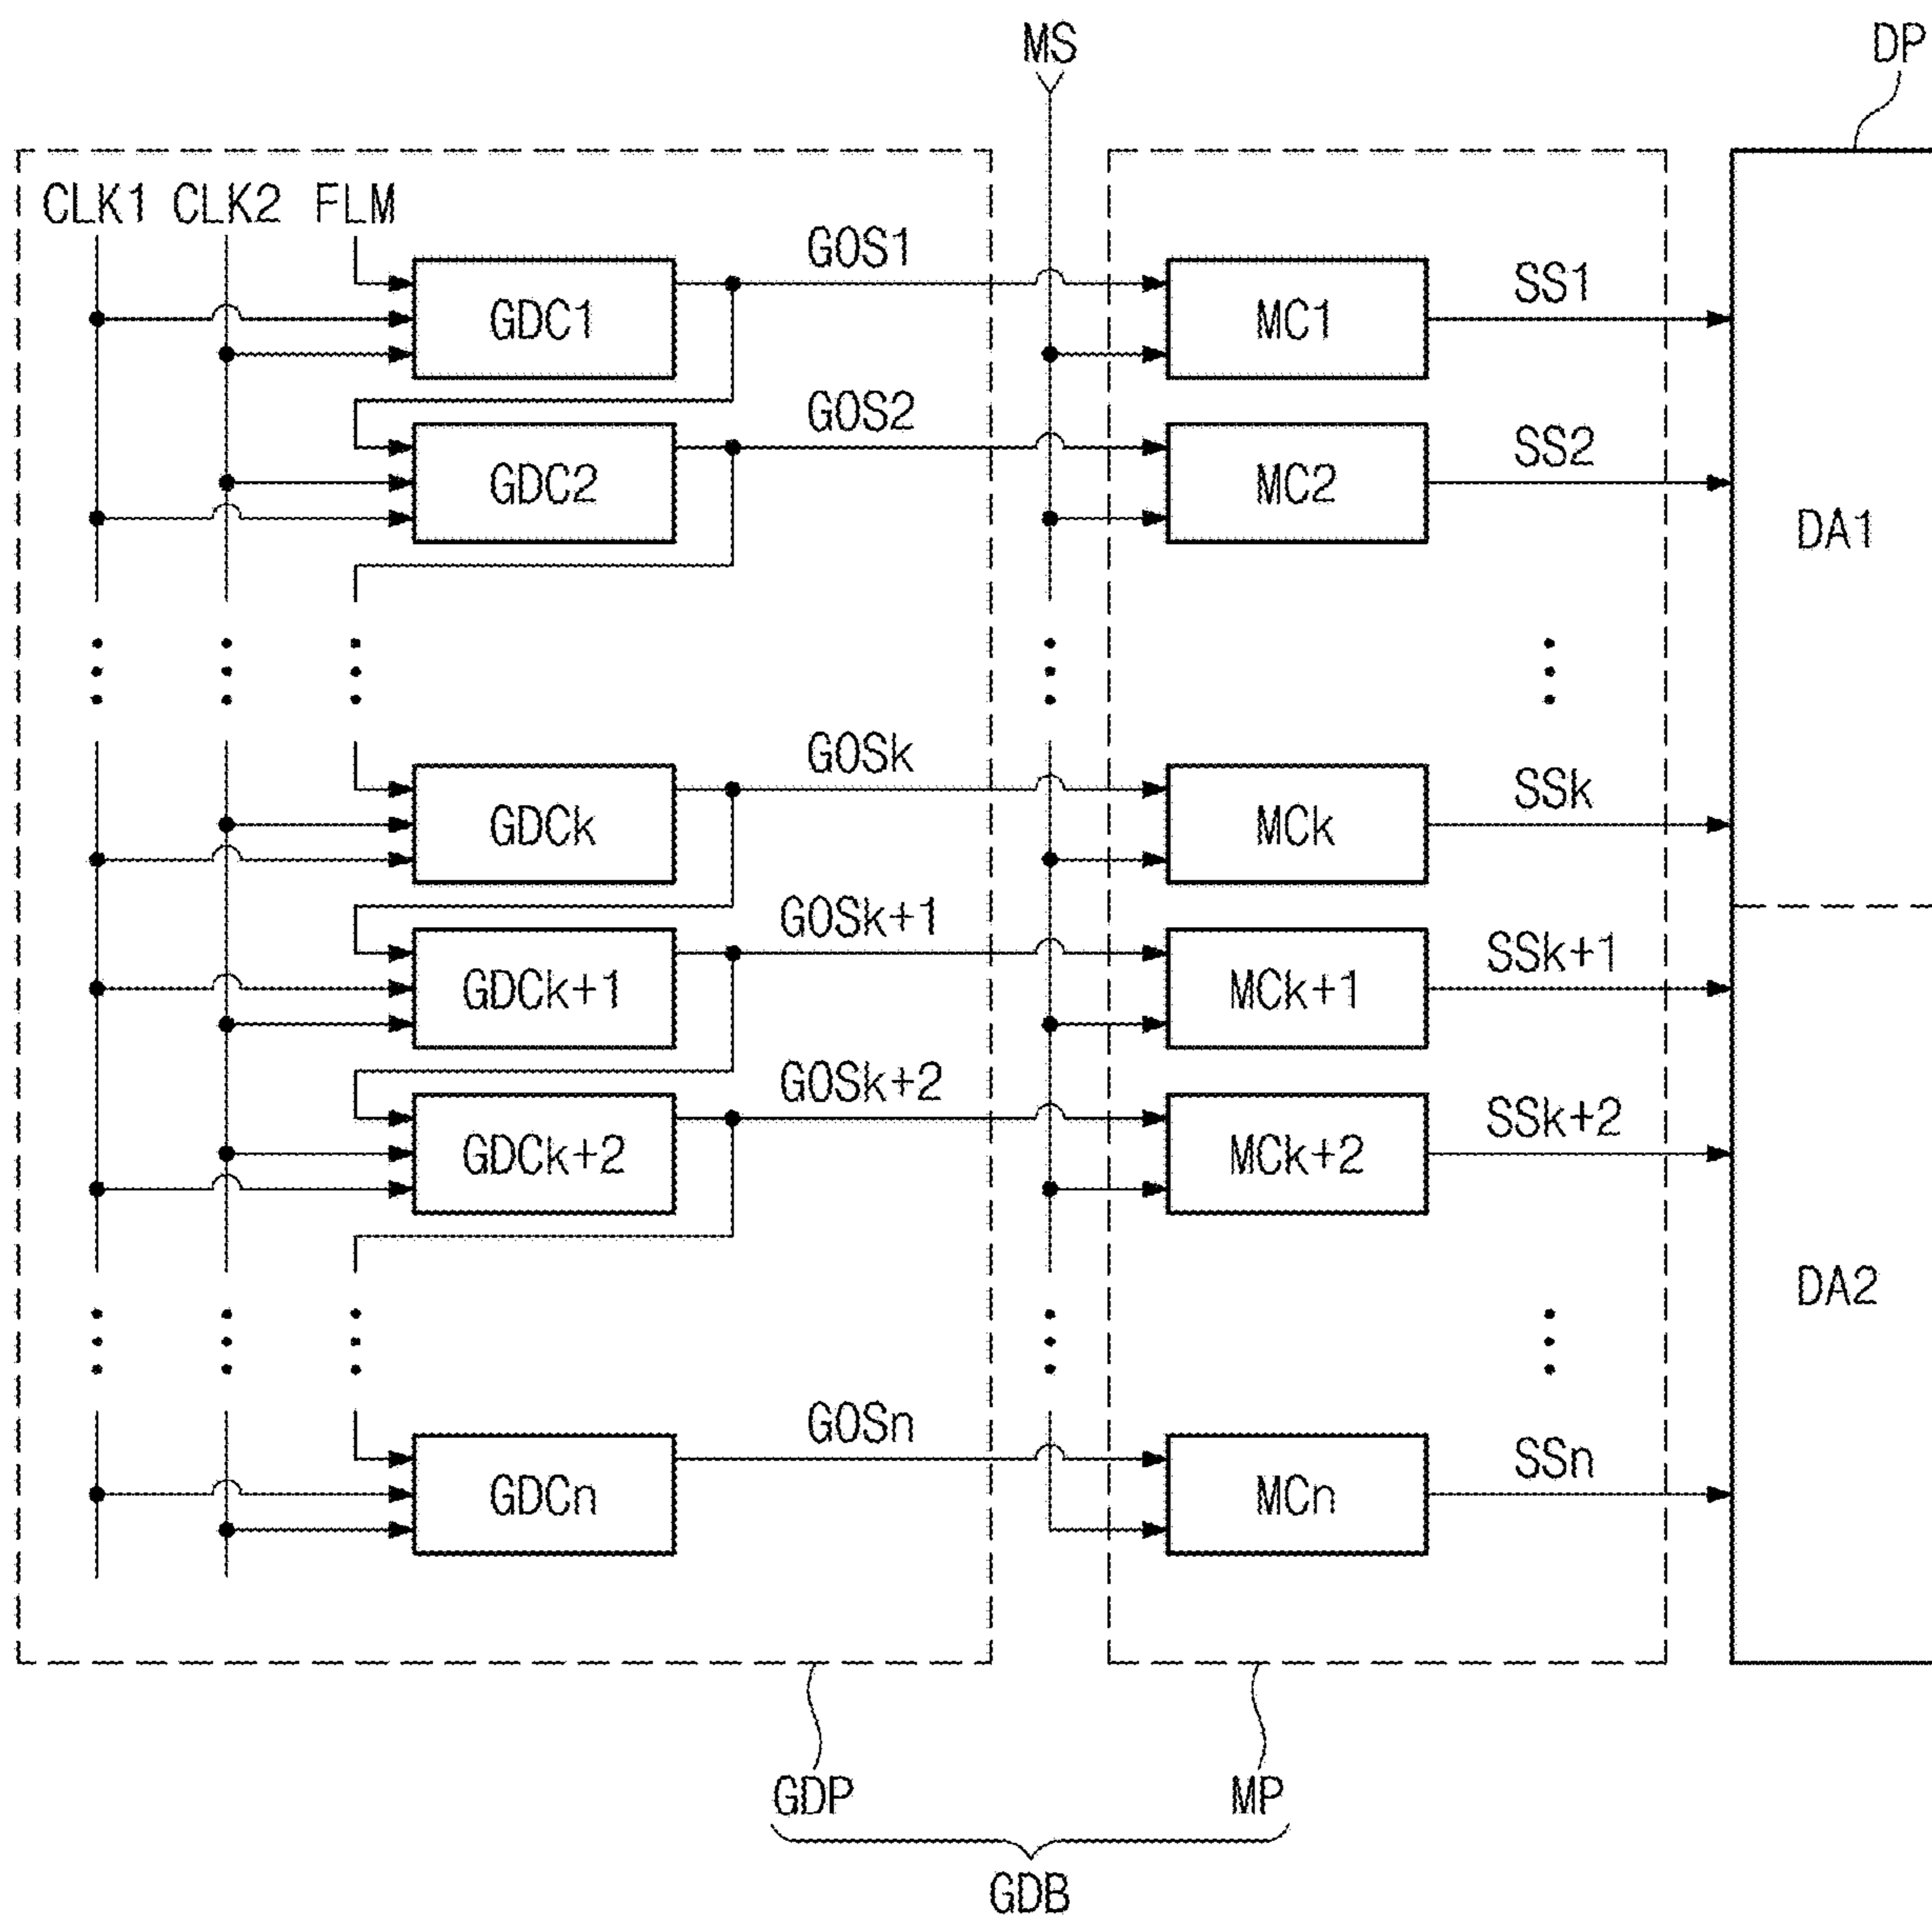 MS
DP
CLK1 CLK2 FLM
GOS1
GDC1
MC1
SS1
GOS2
GDC2
MC2
SS2
DA1
GOSk
GDCk
MCk
SSk
GOSk+1
GDCk+1
MCk+1
SSk+1
GOSk+2
GDCk+2
MCk+2
SSk+2
DA2
GOSn
GDCn
MCn
SSn
GDP
MP
GDB